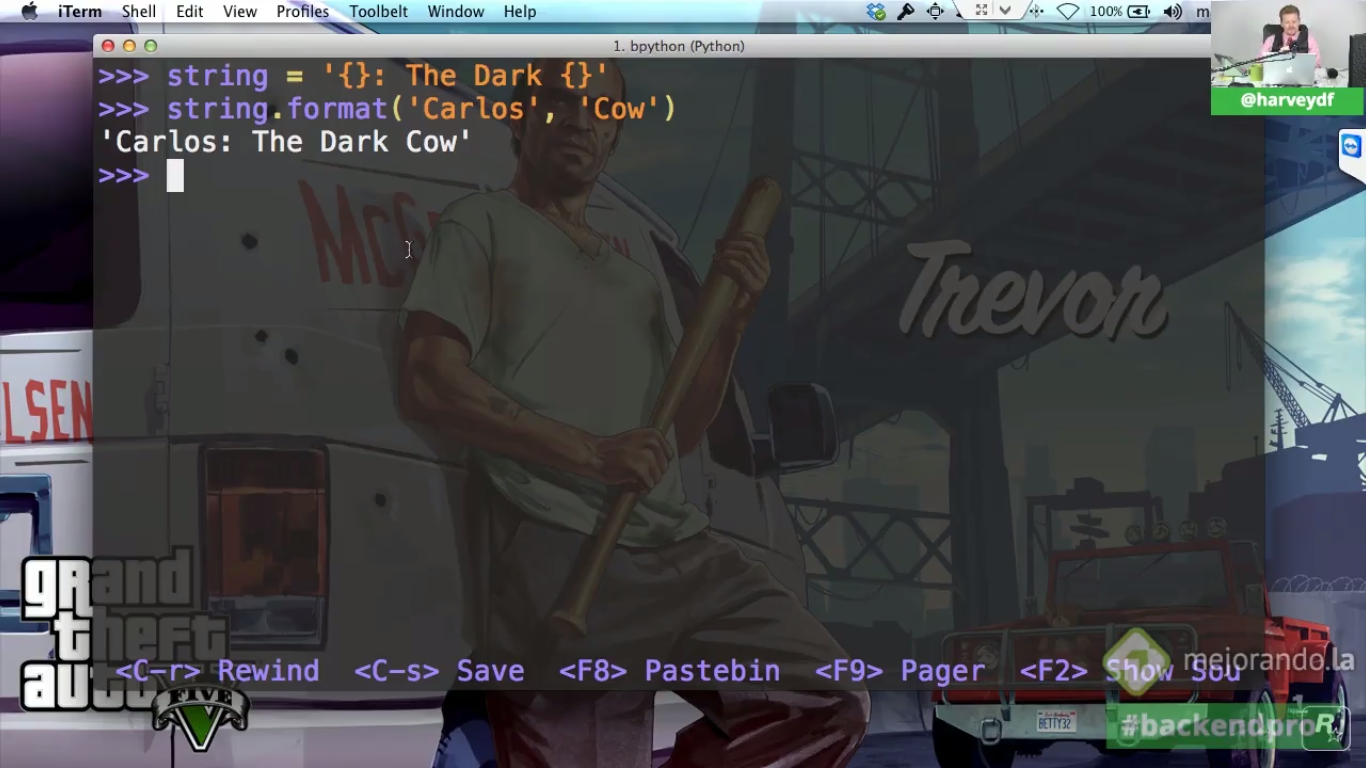 iTerm Shell Edit View Profiles Toolbelt Window Help 100%
@harveydf
1. bpython (Python)
>>> string = '{}: The Dark {}'
>>> string.format('Carlos', 'Cow')
'Carlos: The Dark Cow'
>>>
Trevor
LSEN
grand
theft
auto
FIVE
V
<C-r> Rewind <C-s> Save <F8> Pastebin <F9> Pager <F2> Show Sou
mejorando.la
BETTY32
#backendpro
R